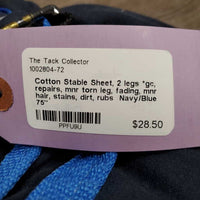 The Tack Collector
1002804-72
Cotton Stable Sheet, 2 legs *gc,
repairs, mnr torn leg, fading, mnr
hair, stains, dirt, rubs  Navy/Blue
75"
$28.50
PPFU9U